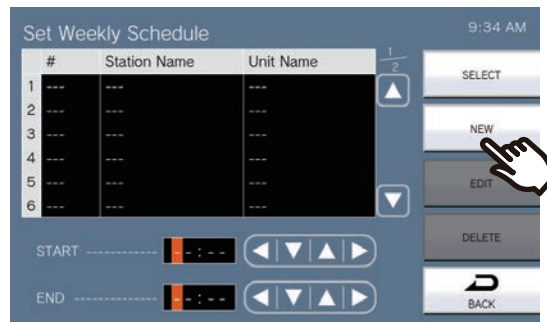 Set Weekly Schedule
9:34 AM
# Station Name Unit Name 1/2
1 --- --- ---
2 --- --- ---
3 --- --- ---
4 --- --- ---
5 --- --- ---
6 --- --- ---
START ------------ --:--
END ------------ --:--
SELECT
NEW
EDIT
DELETE
BACK